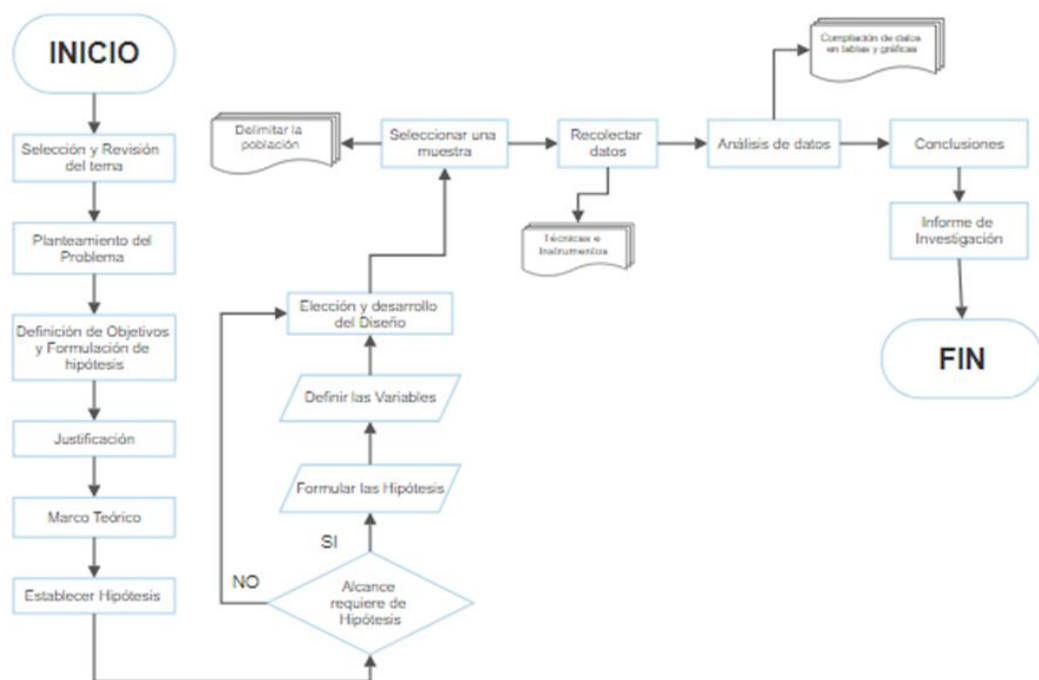 INICIO
Selección y Revisión
del tema
Planteamiento del
Problema
Definición de Objetivos
y Formulación de
hipótesis
Justificación
Marco Teórico
Establecer Hipótesis
Alcance
requiere de
Hipótesis
NO
SI
Formular las Hipótesis
Definir las Variables
Elección y desarrollo
del Diseño
Seleccionar una
muestra
Delimitar la
población
Recolectar
datos
Técnicas e
Instrumentos
Análisis de datos
Compilación de datos
en tablas y gráficas
Conclusiones
Informe de
Investigación
FIN